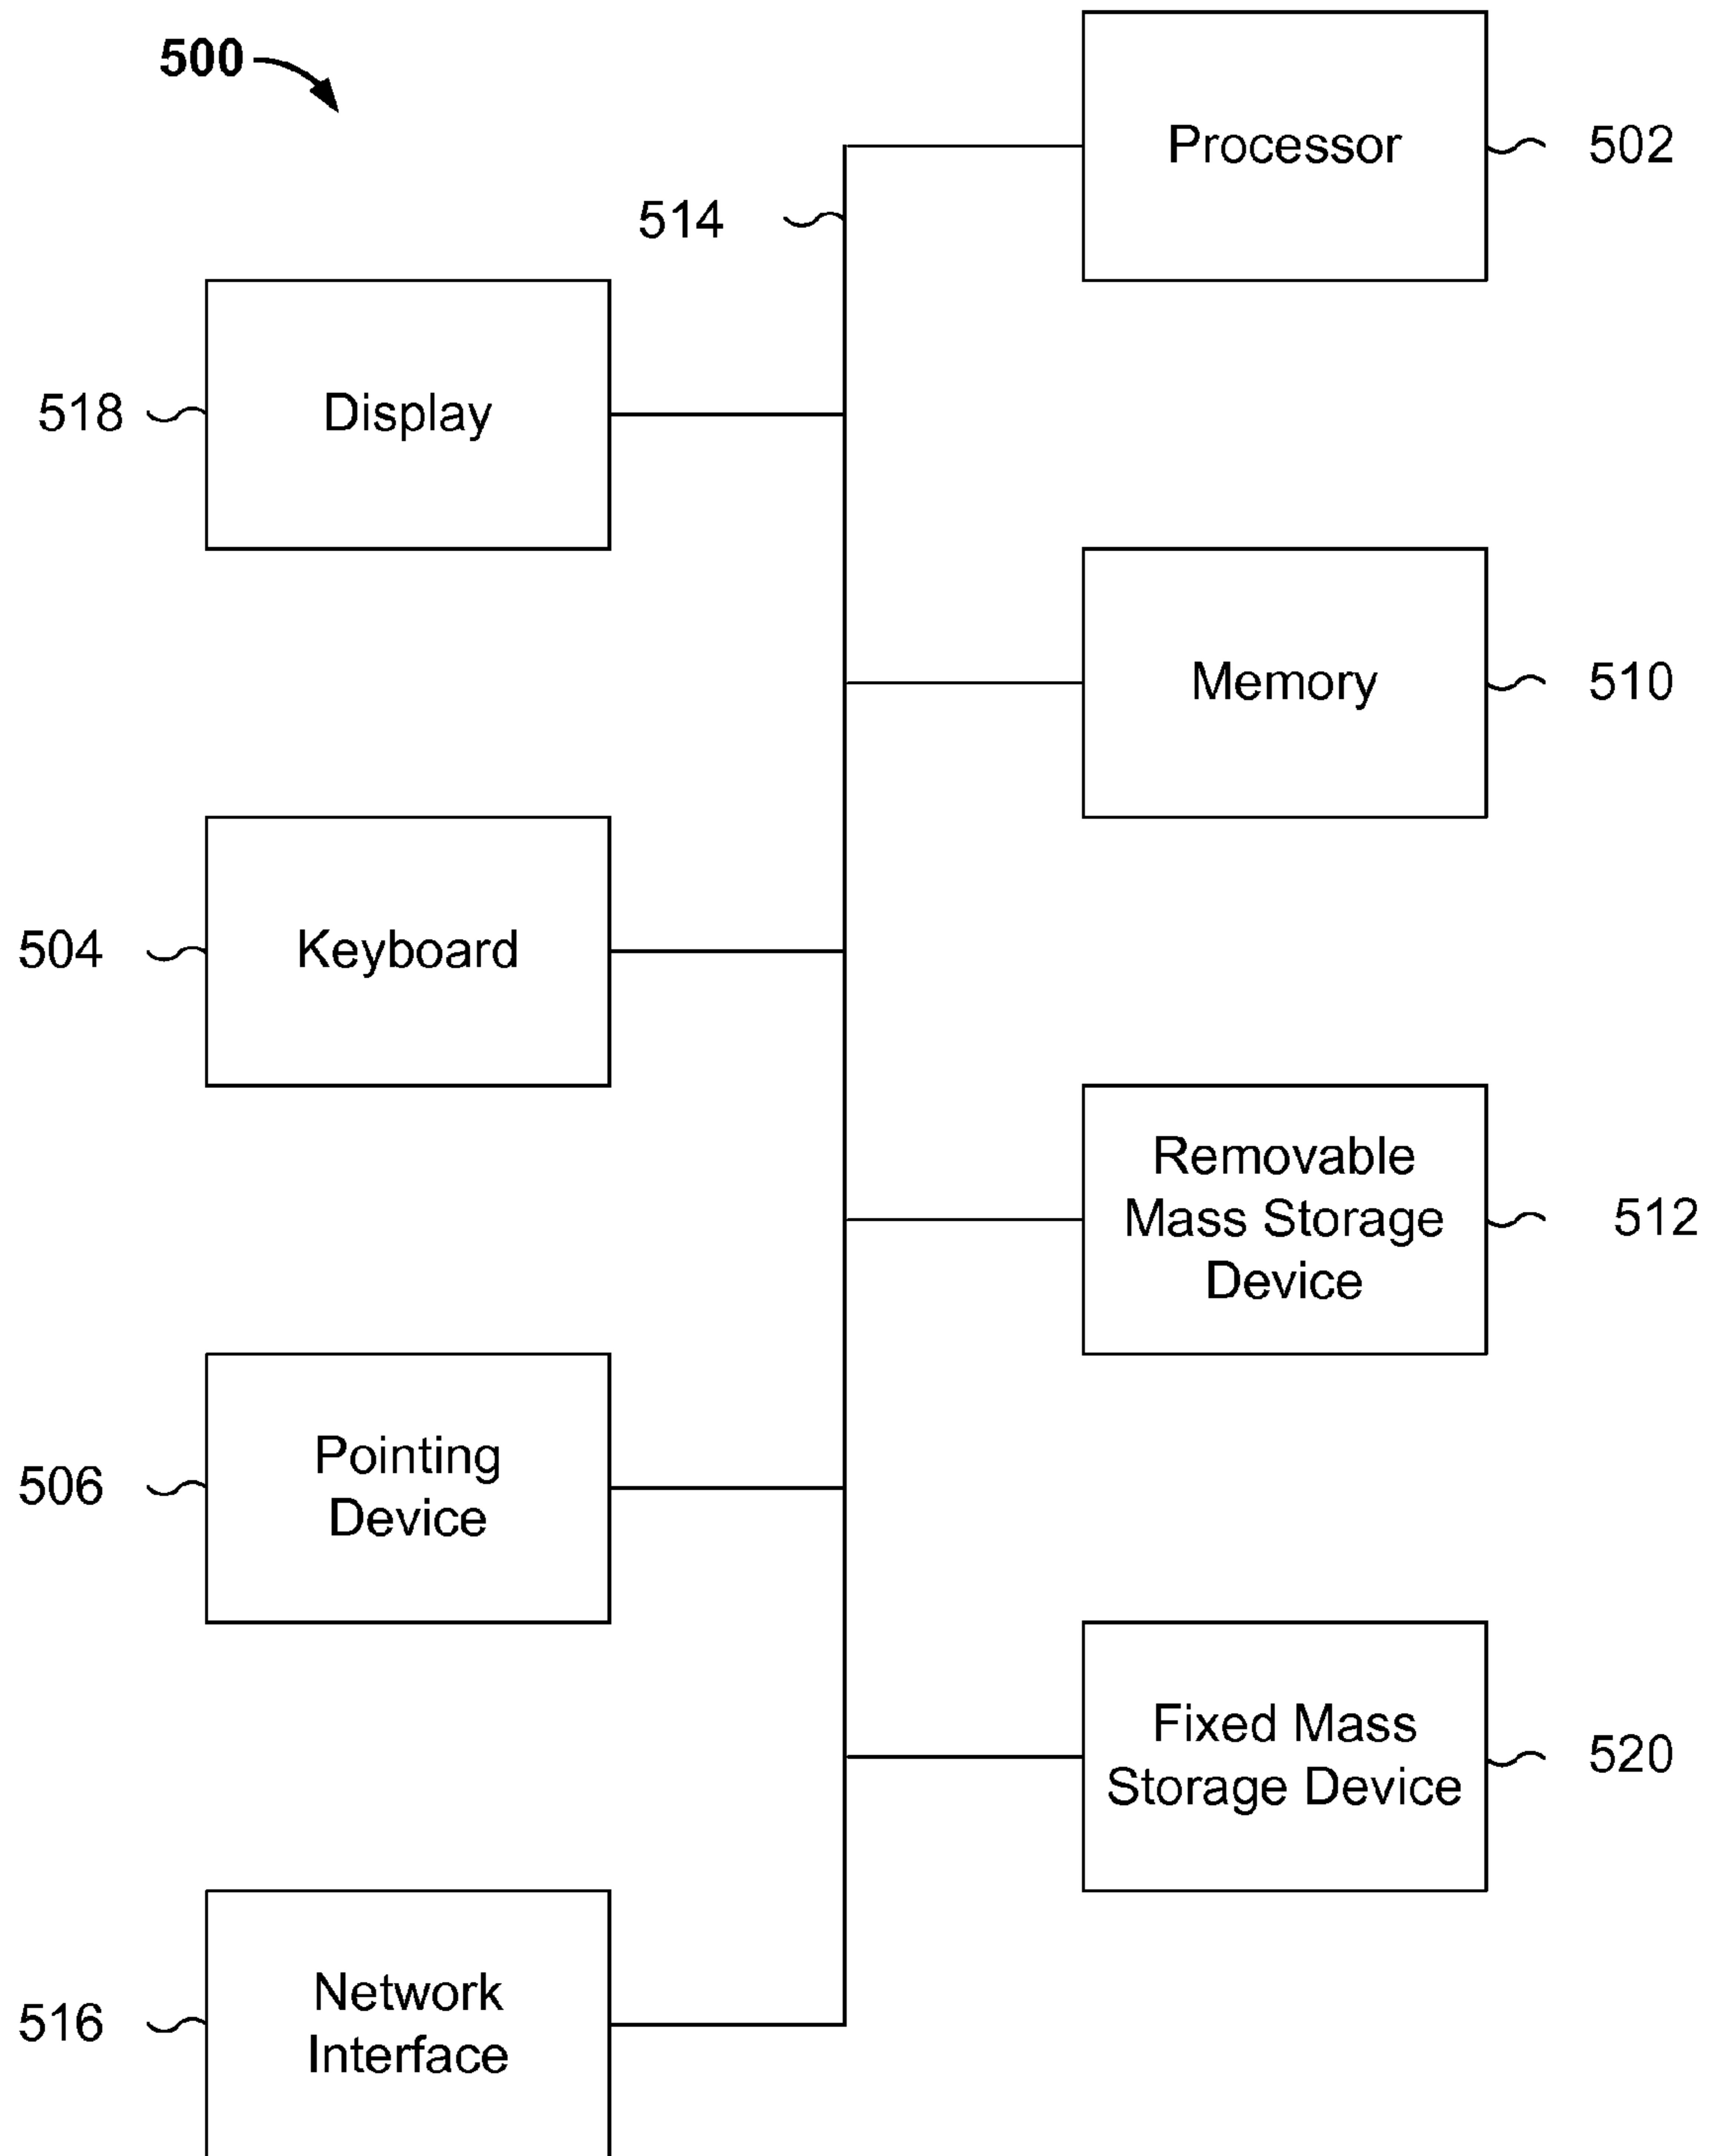 500
Processor
502
514
518
Display
Memory
510
504
Keyboard
Removable
Mass Storage
Device
512
506
Pointing
Device
Fixed Mass
Storage Device
520
516
Network
Interface